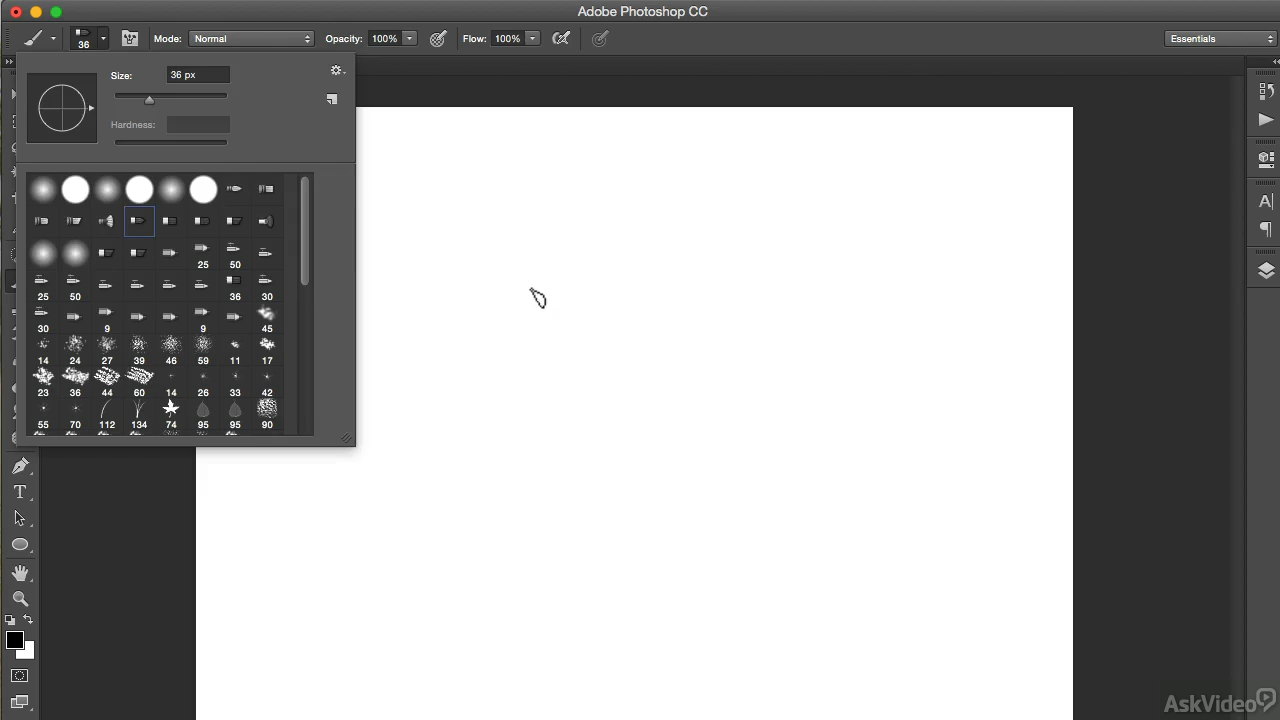 Adobe Photoshop CC
36 Mode: Normal Opacity: 100% Flow: 100% Essentials
Size: 36 px
Hardness:
25 50
25 50 36 30
30 9 9 45
14 24 27 39 46 59 11 17
23 36 44 60 14 26 33 42
55 70 112 134 74 95 95 90
A
T
AskVideo